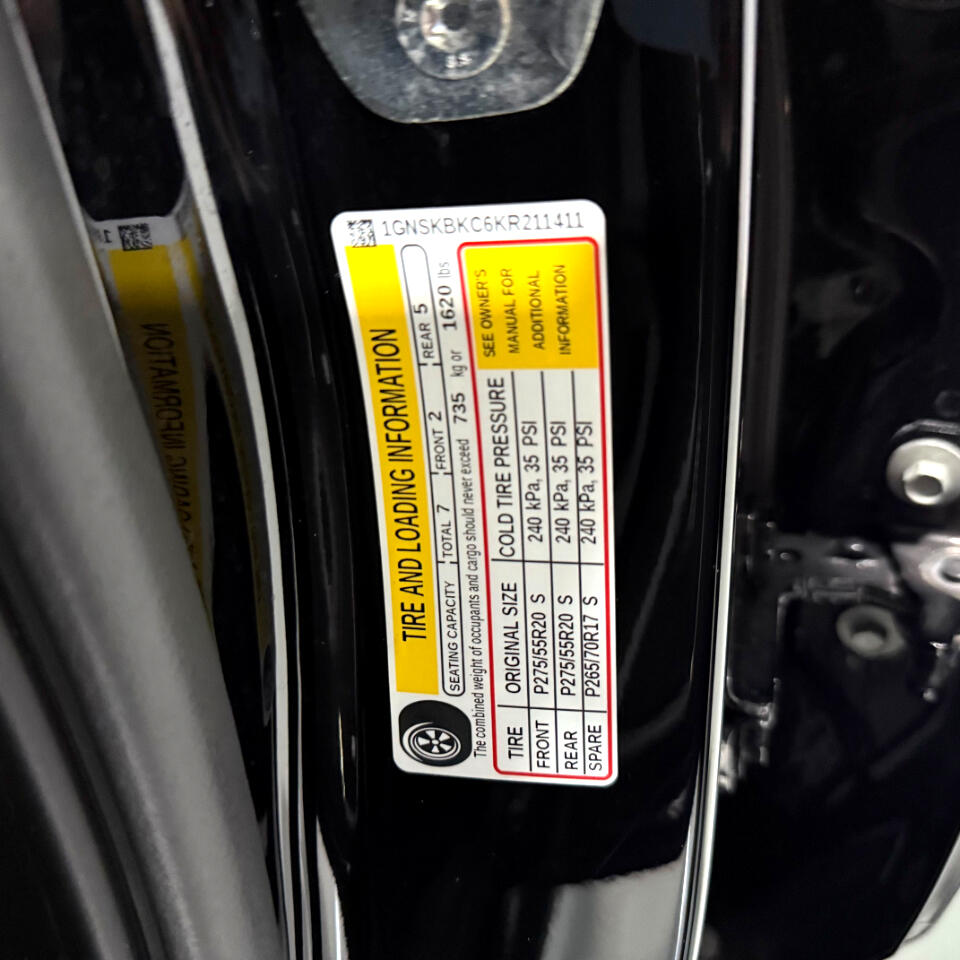 1GNSKBKC6KR211411
TIRE AND LOADING INFORMATION
SEATING CAPACITY TOTAL 7 FRONT 2 REAR 5
The combined weight of occupants and cargo should never exceed 735 kg or 1620 lbs
TIRE ORIGINAL SIZE COLD TIRE PRESSURE
FRONT P275/55R20 S 240 kPa, 35 PSI
REAR P275/55R20 S 240 kPa, 35 PSI
SPARE P265/70R17 S 240 kPa, 35 PSI
SEE OWNER'S
MANUAL FOR
ADDITIONAL
INFORMATION